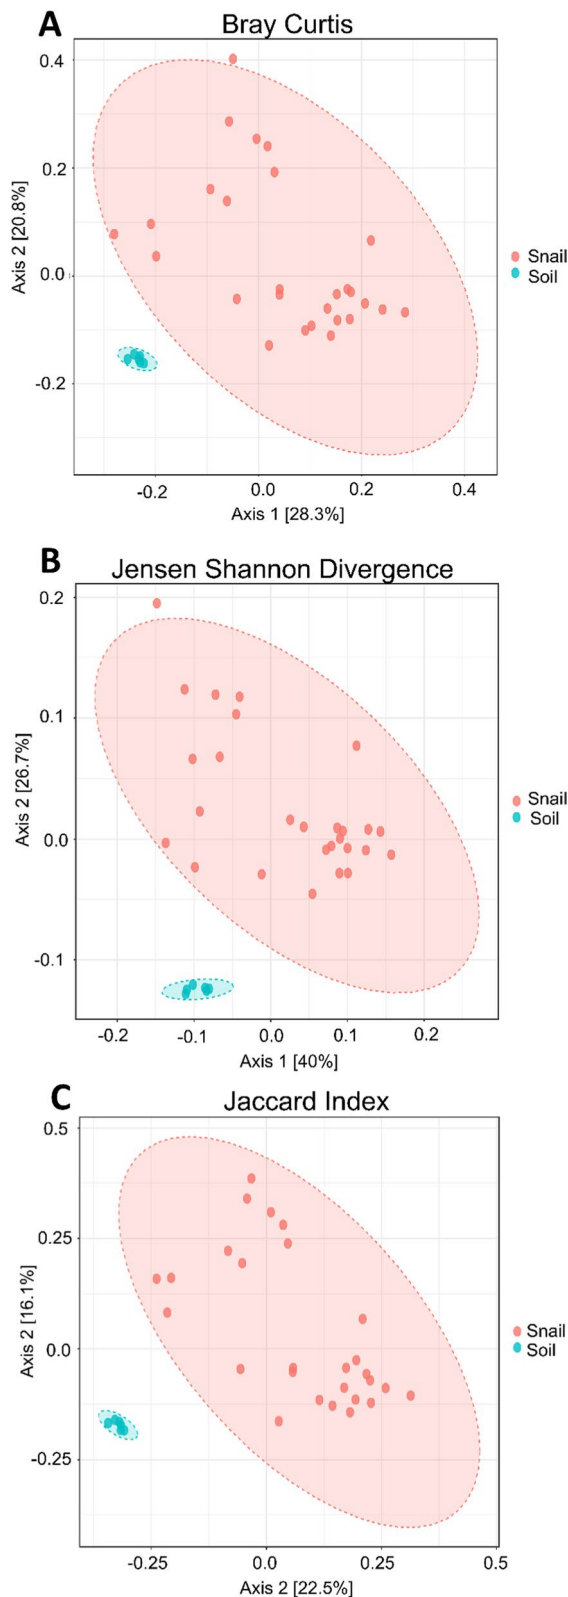 A
Bray Curtis
0.4
0.2
0.0
-0.2
Axis 2 [20.8%]
-0.2
0.0
0.2
0.4
Axis 1 [28.3%]
Snail
Soil
B
Jensen Shannon Divergence
0.2
0.1
0.0
-0.1
Axis 2 [26.7%]
-0.2
-0.1
0.0
0.1
0.2
Axis 1 [40%]
Snail
Soil
C
Jaccard Index
0.5
0.25
0.0
-0.25
Axis 2 [16.1%]
-0.25
0.0
0.25
0.5
Axis 2 [22.5%]
Snail
Soil